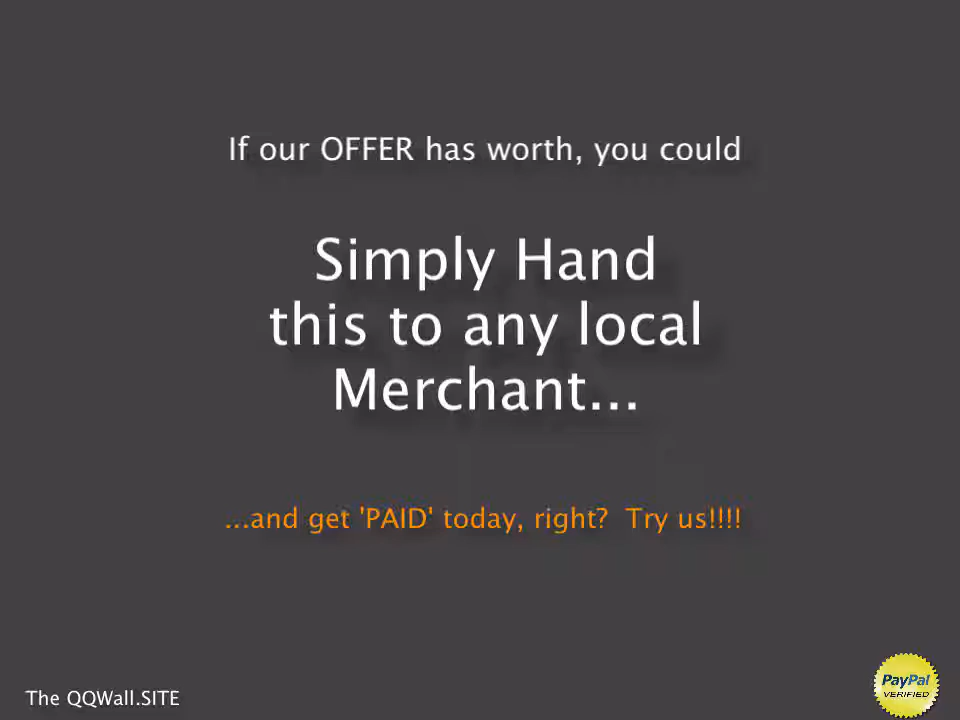 If our OFFER has worth, you could
Simply Hand
this to any local
Merchant...
...and get 'PAID' today, right?  Try us!!!!
The QQWall.SITE
PayPal
VERIFIED